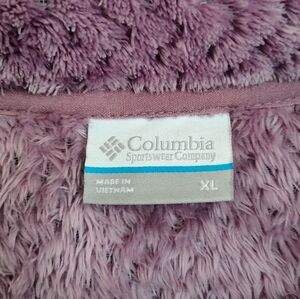 Columbia
Sportswear Company
MADE IN
VIETNAM
XL